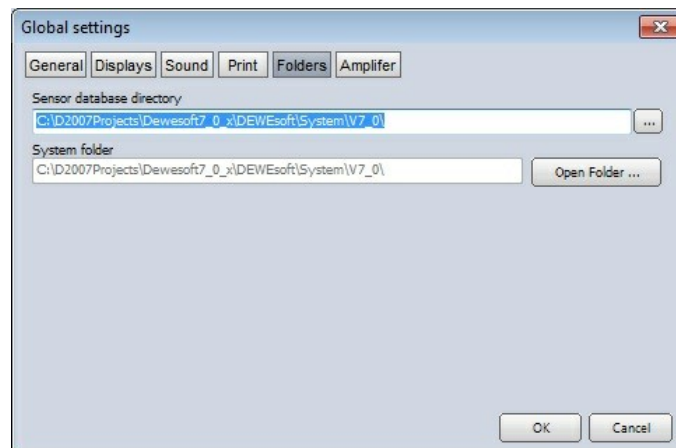 Global settings
General Displays Sound Print Folders Amplifer
Sensor database directory
C:\D2007Projects\Dewesoft7_0_x\DEWEsoft\System\V7_0\
...
System folder
C:\D2007Projects\Dewesoft7_0_x\DEWEsoft\System\V7_0\
Open Folder ...
OK Cancel